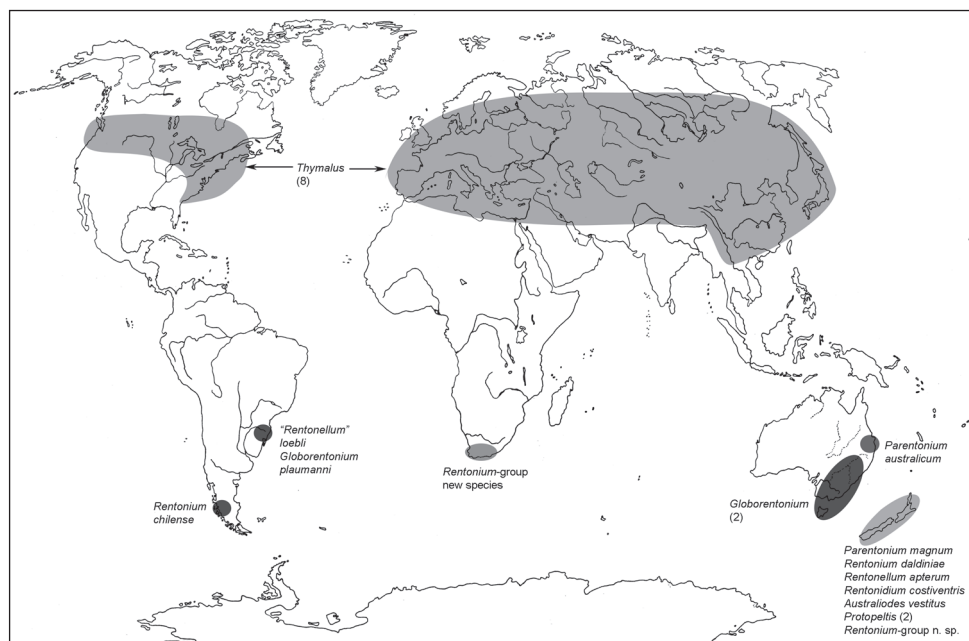 Thymalus
(8)
"Rentonellum"
loebli
Globorentonium
plaumanni
Rentonium
chilense
Rentonium-group
new species
Parentonium
australicum
Globorentonium
(2)
Parentonium magnum
Rentonium daldiniae
Rentonellum apterum
Rentonidium costiventris
Australiodes vestitus
Protopeltis (2)
Rentonium-group n. sp.